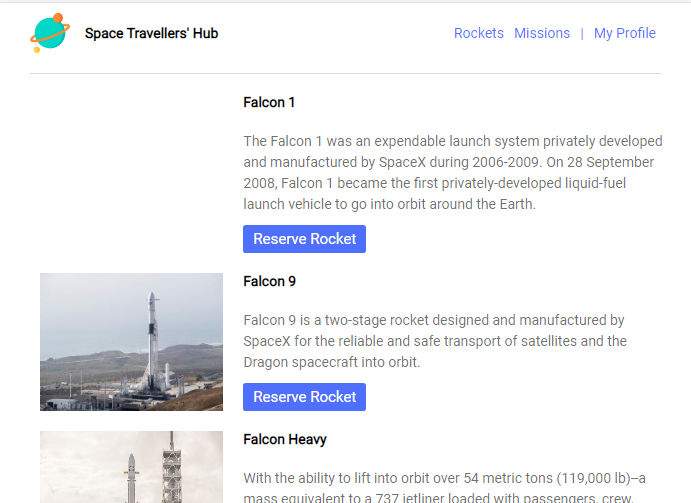 Space Travellers' Hub
Rockets Missions | My Profile
Falcon 1
The Falcon 1 was an expendable launch system privately developed
and manufactured by SpaceX during 2006-2009. On 28 September
2008, Falcon 1 became the first privately-developed liquid-fuel
launch vehicle to go into orbit around the Earth.
Reserve Rocket
Falcon 9
Falcon 9 is a two-stage rocket designed and manufactured by
SpaceX for the reliable and safe transport of satellites and the
Dragon spacecraft into orbit.
Reserve Rocket
Falcon Heavy
With the ability to lift into orbit over 54 metric tons (119,000 lb)--a
mass equivalent to a 737 jetliner loaded with passengers, crew,